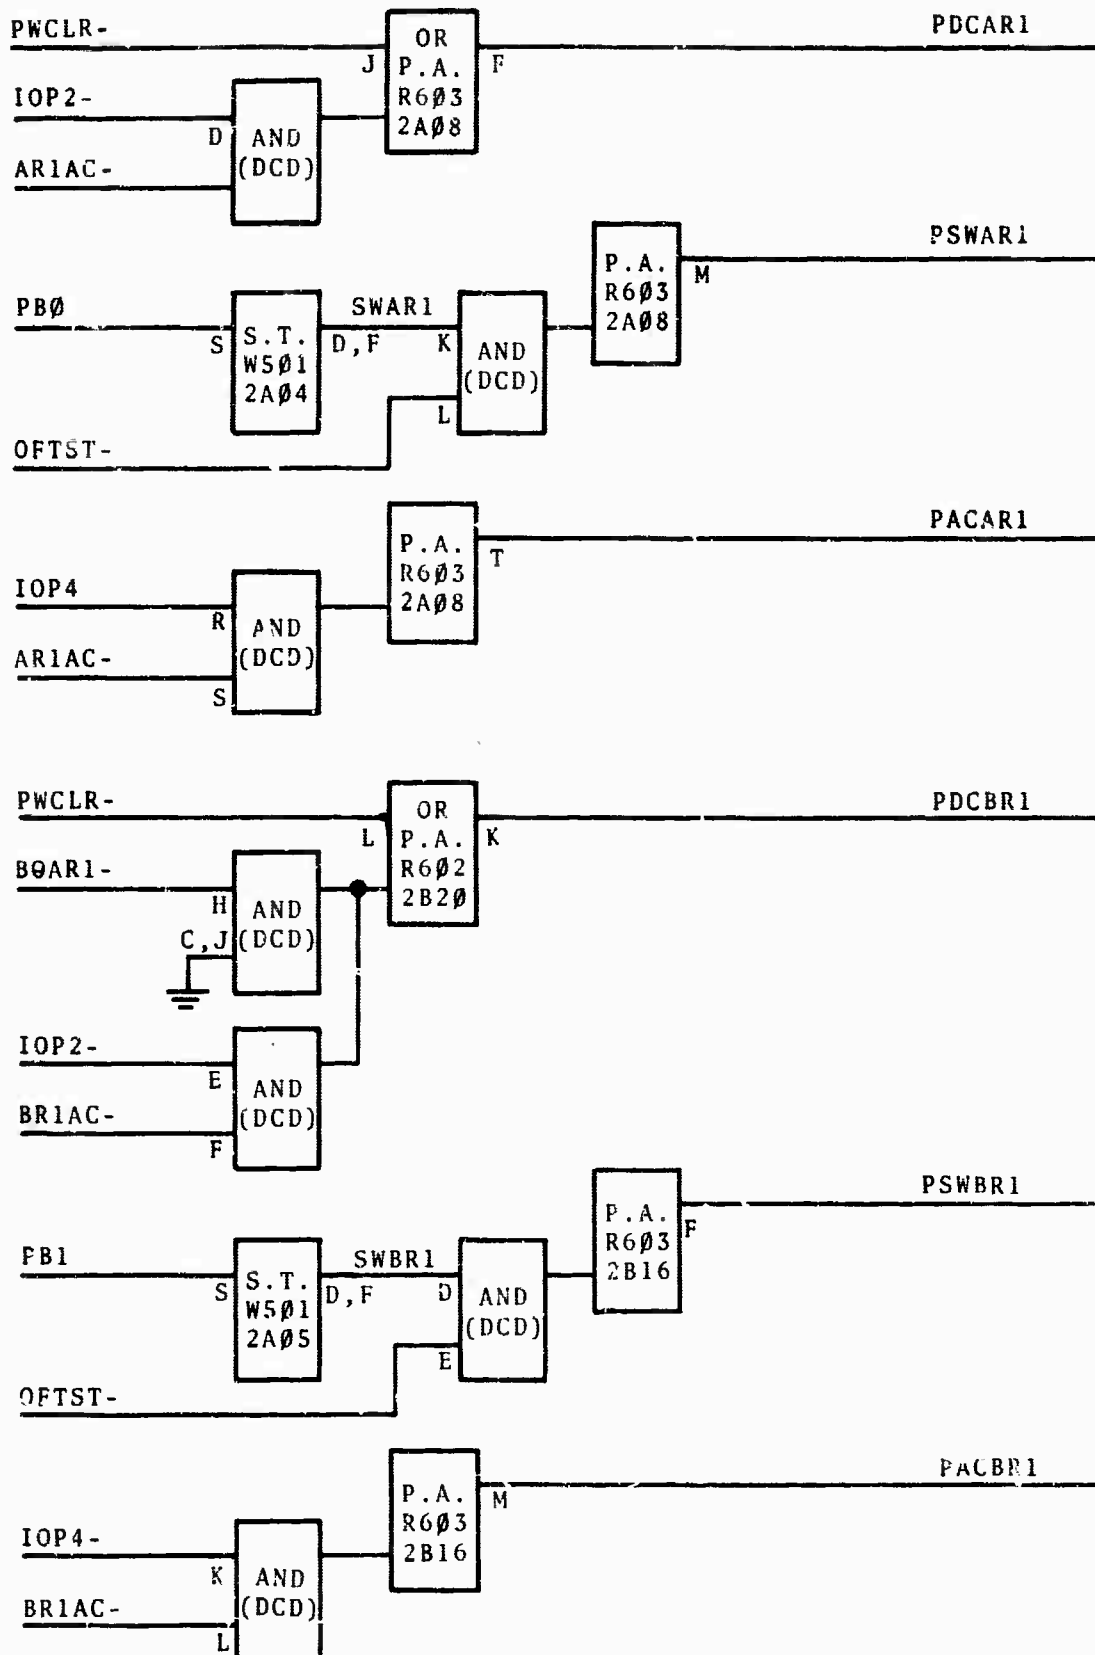 PWCLR-
J
OR
P.A.
R6Ø3
2AØ8
F
PDCAR1
IOP2-
D
AR1AC-
AND
(DCD)
PBØ
S
S.T.
W5Ø1
2AØ4
SWAR1
D,F
K
L
AND
(DCD)
P.A.
R6Ø3
2AØ8
M
PSWAR1
OFTST-
IOP4
R
AR1AC-
S
AND
(DCD)
P.A.
R6Ø3
2AØ8
T
PACAR1
PWCLR-
L
OR
P.A.
R6Ø2
2B2Ø
K
PDCBR1
H
C,J
AND
(DCD)
IOP2-
E
BR1AC-
F
AND
(DCD)
PB1
S
S.T.
W5Ø1
2AØ5
SWBR1
D,F
D
E
AND
(DCD)
P.A.
R6Ø3
2B16
F
PSWBR1
OFTST-
IOP4-
K
BR1AC-
L
AND
(DCD)
P.A.
R6Ø3
2B16
M
PACBR1